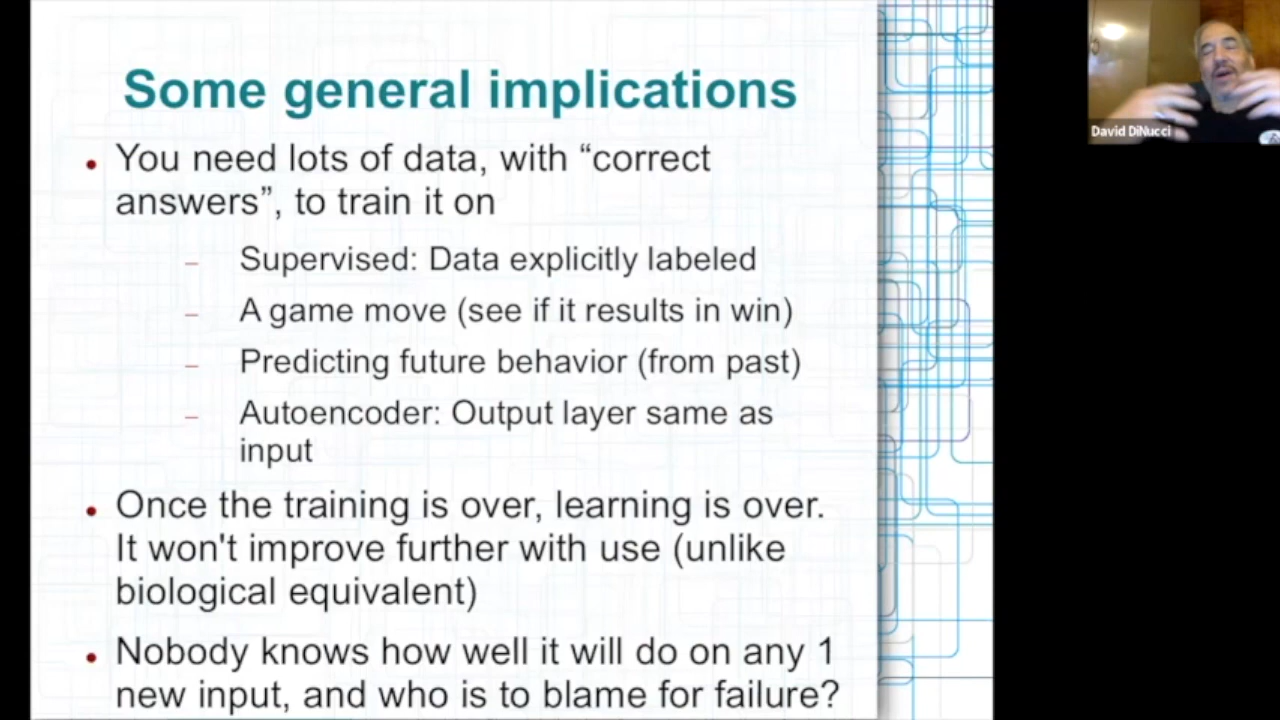 Some general implications
• You need lots of data, with “correct
answers”, to train it on
– Supervised: Data explicitly labeled
– A game move (see if it results in win)
– Predicting future behavior (from past)
– Autoencoder: Output layer same as
input
• Once the training is over, learning is over.
It won't improve further with use (unlike
biological equivalent)
• Nobody knows how well it will do on any 1
new input, and who is to blame for failure?
David DiNucci